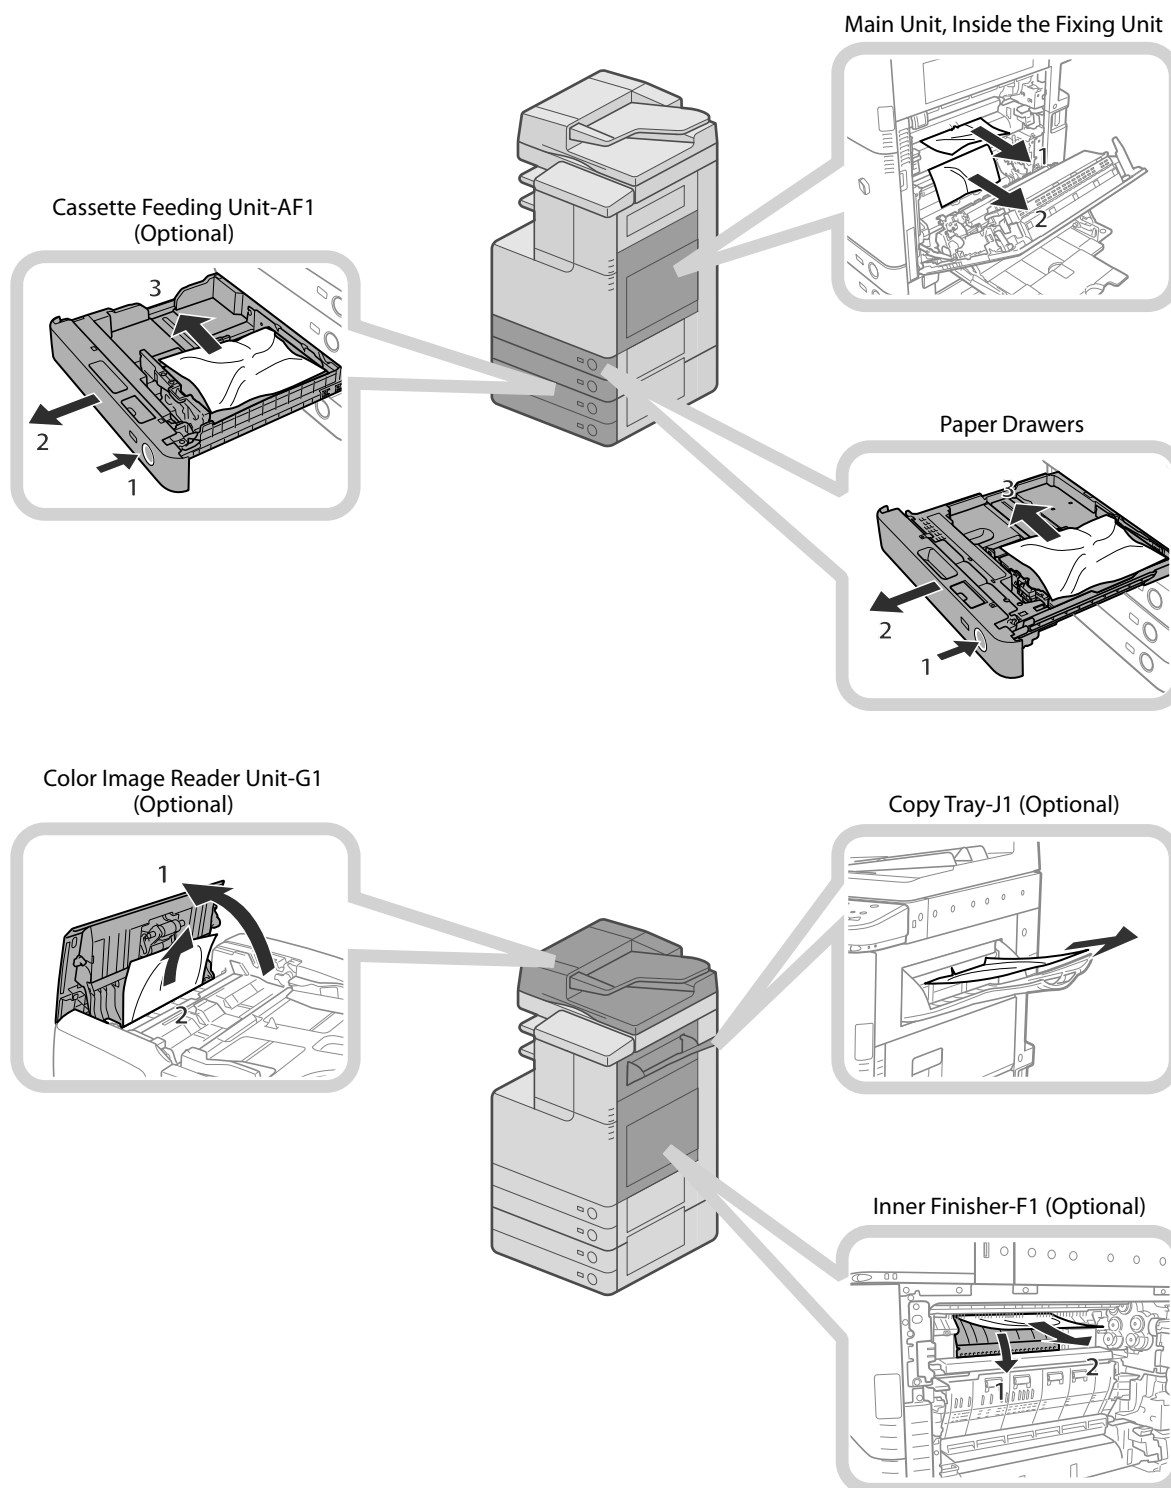 Main Unit, Inside the Fixing Unit
1
2
Cassette Feeding Unit-AF1
(Optional)
3
2
1
Paper Drawers
3
2
1
Color Image Reader Unit-G1
(Optional)
1
2
Copy Tray-J1 (Optional)
Inner Finisher-F1 (Optional)
1
2